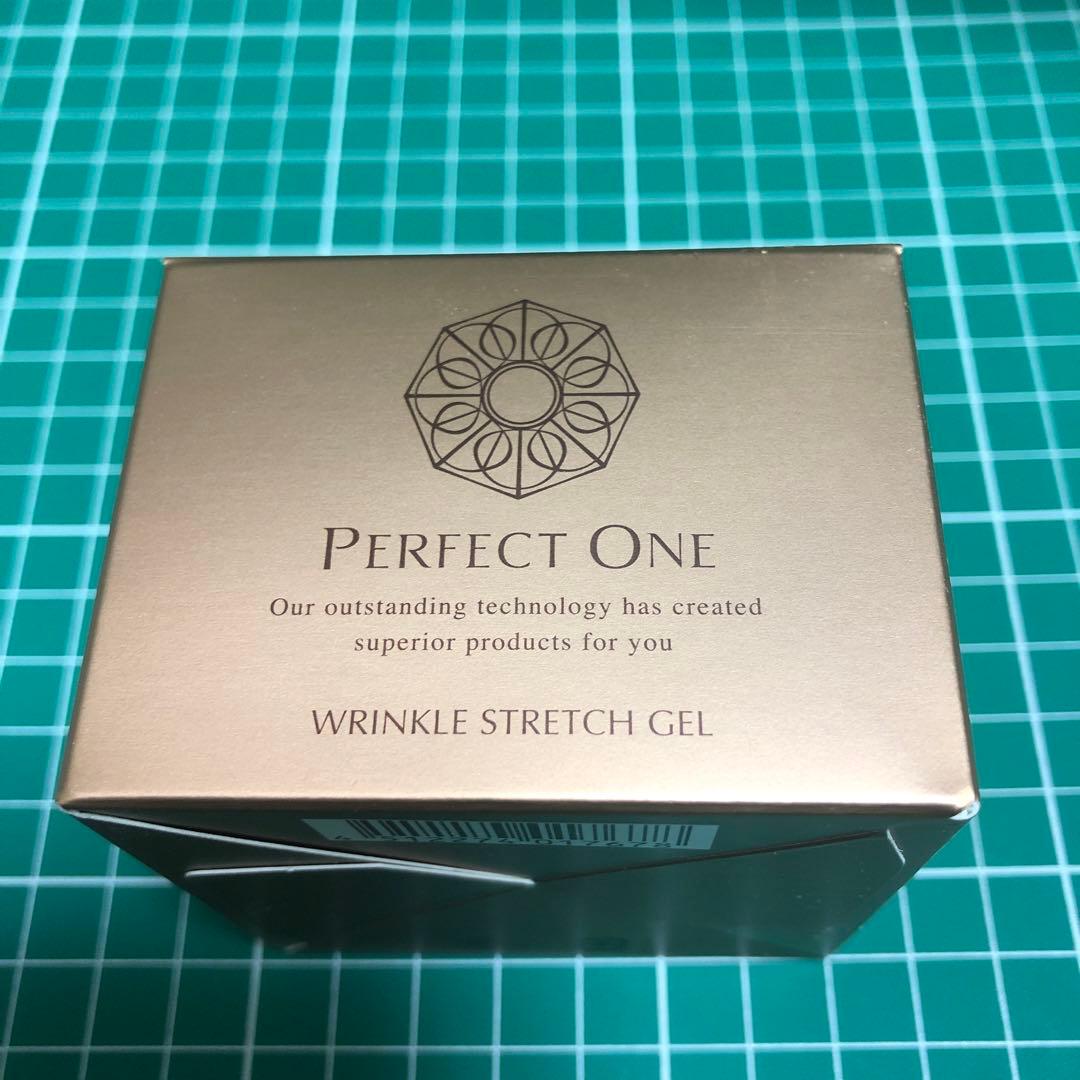 PERFECT ONE
Our outstanding technology has created
superior products for you
WRINKLE STRETCH GEL